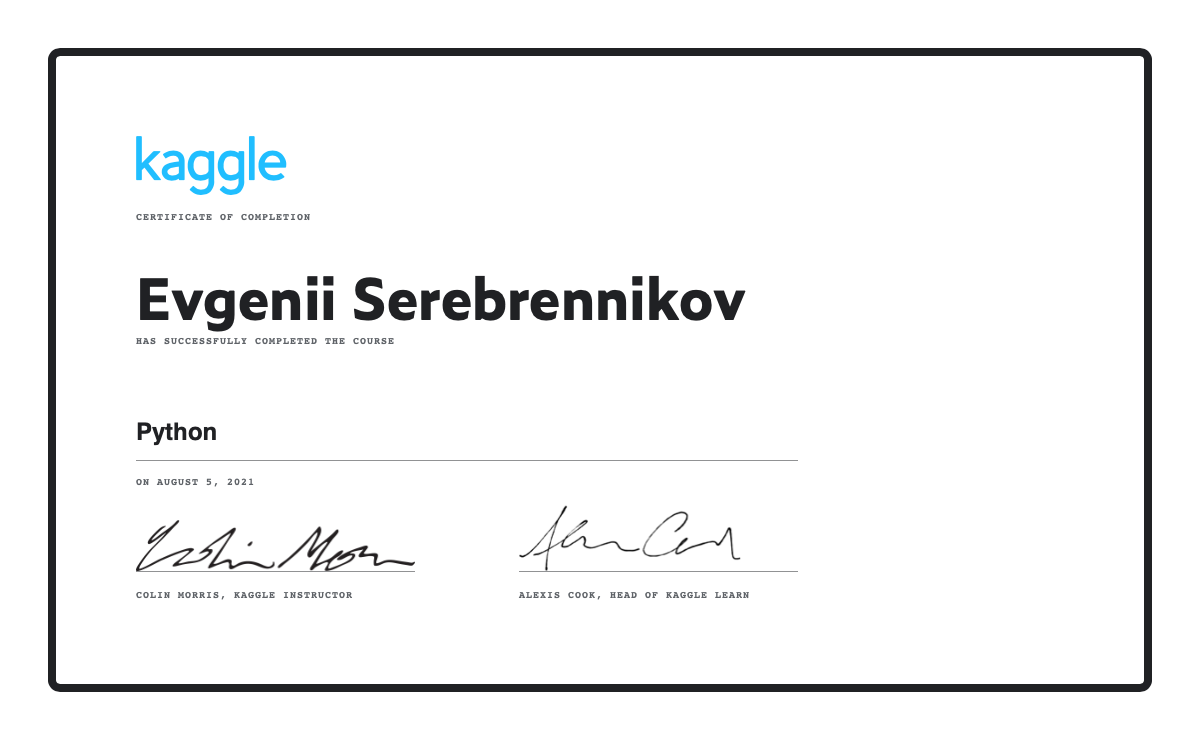 kaggle
CERTIFICATE OF COMPLETION
Evgenii Serebrennikov
HAS SUCCESSFULLY COMPLETED THE COURSE
Python
ON AUGUST 5, 2021
Colin Morris
Alexis Cook
COLIN MORRIS, KAGGLE INSTRUCTOR
ALEXIS COOK, HEAD OF KAGGLE LEARN